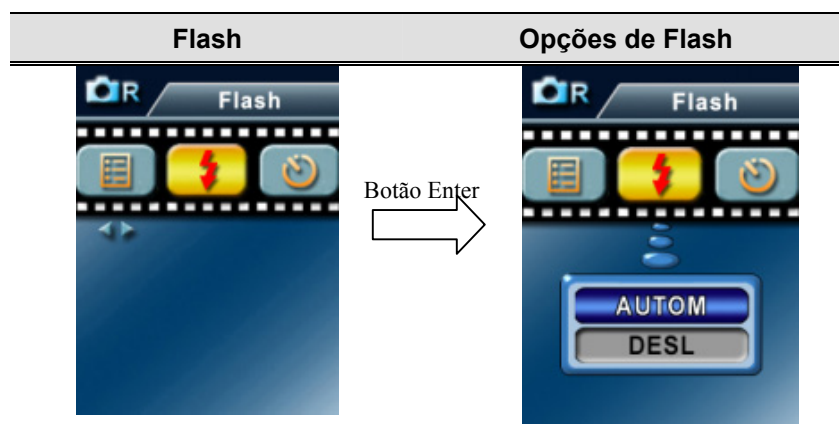 Flash Opções de Flash
R Flash
Botão Enter
R Flash
AUTOM
DESL